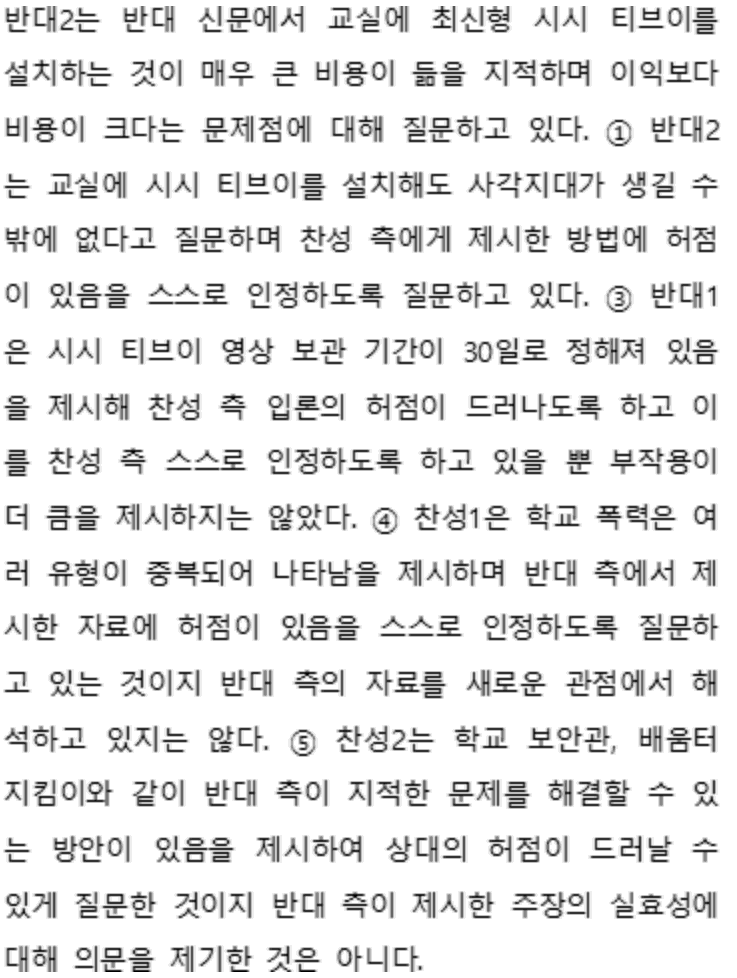 반대2는 반대 신문에서 교실에 최신형 시시 티브이를
설치하는 것이 매우 큰 비용이 듦을 지적하며 이익보다
비용이 크다는 문제점에 대해 질문하고 있다. ① 반대2
는 교실에 시시 티브이를 설치해도 사각지대가 생길 수
밖에 없다고 질문하며 찬성 측에게 제시한 방법에 허점
이 있음을 스스로 인정하도록 질문하고 있다. ③ 반대1
은 시시 티브이 영상 보관 기간이 30일로 정해져 있음
을 제시해 찬성 측 입론의 허점이 드러나도록 하고 이
를 찬성 측 스스로 인정하도록 하고 있을 뿐 부작용이
더 큼을 제시하지는 않았다. ④ 찬성1은 학교 폭력은 여
러 유형이 중복되어 나타남을 제시하며 반대 측에서 제
시한 자료에 허점이 있음을 스스로 인정하도록 질문하
고 있는 것이지 반대 측의 자료를 새로운 관점에서 해
석하고 있지는 않다. ⑤ 찬성2는 학교 보안관, 배움터
지킴이와 같이 반대 측이 지적한 문제를 해결할 수 있
는 방안이 있음을 제시하여 상대의 허점이 드러날 수
있게 질문한 것이지 반대 측이 제시한 주장의 실효성에
대해 의문을 제기한 것은 아니다.